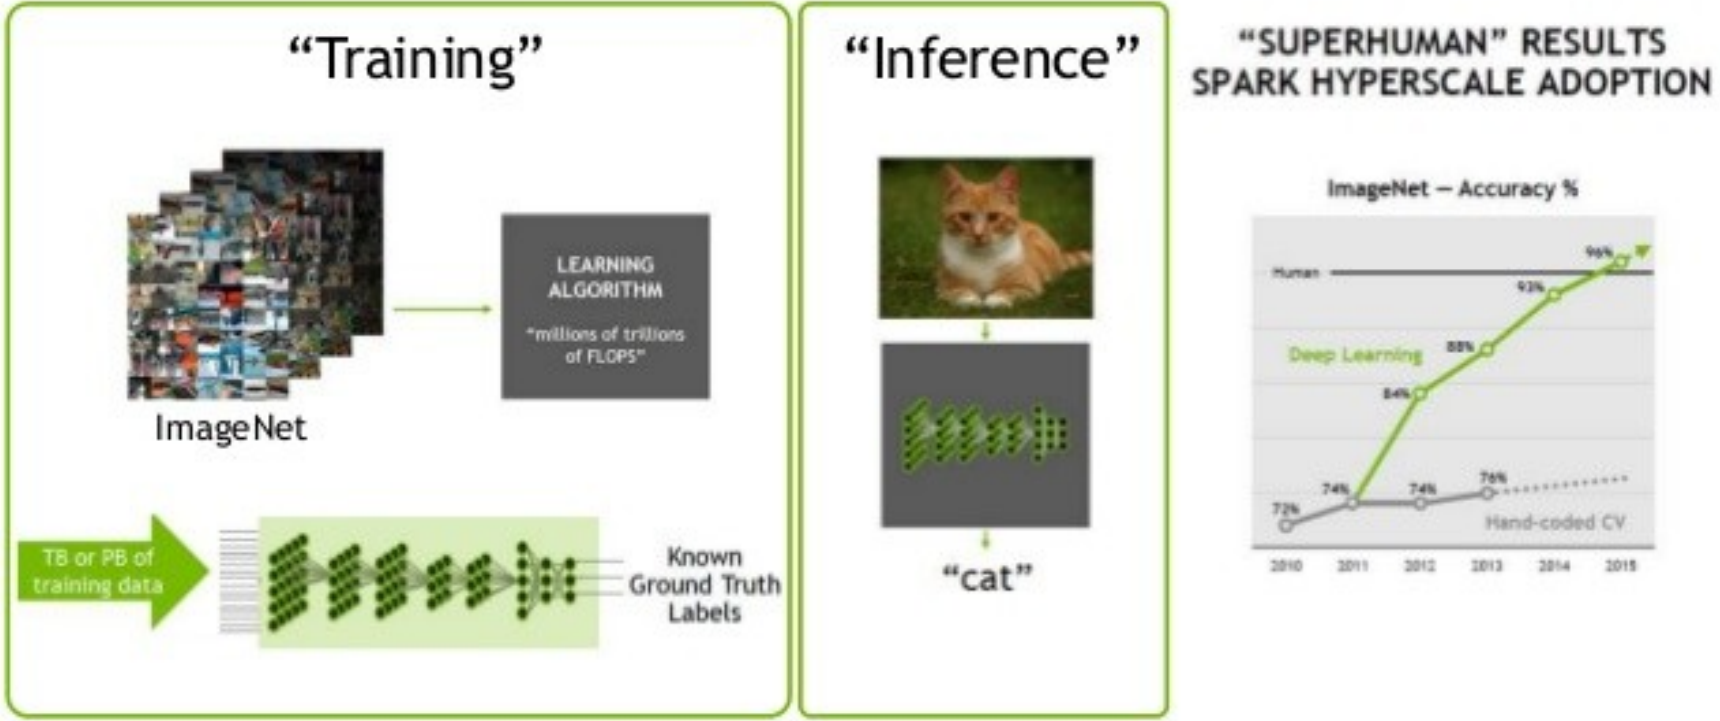 “Training”
ImageNet
LEARNING
ALGORITHM
“millions of trillions
of FLOPS”
TB or PB of
training data
Known
Ground Truth
Labels
“Inference”
“cat”
“SUPERHUMAN” RESULTS
SPARK HYPERSCALE ADOPTION
ImageNet — Accuracy %
96%
Human
93%
Deep Learning
88%
84%
74%
74%
76%
72%
Hand-coded CV
2010 2011 2012 2013 2014 2015